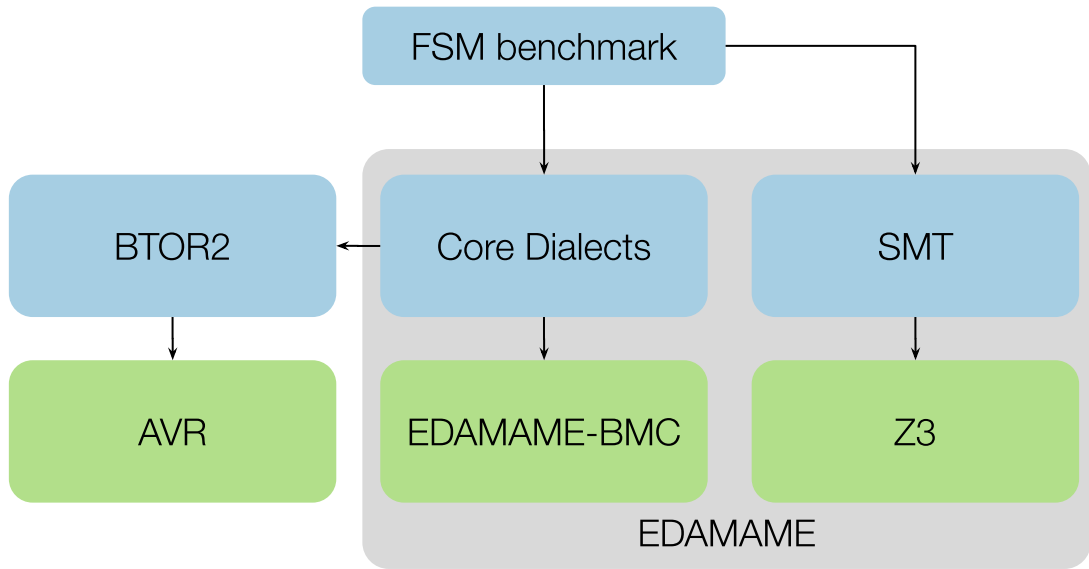 FSM benchmark
BTOR2
Core Dialects
SMT
AVR
EDAMAME-BMC
Z3
EDAMAME